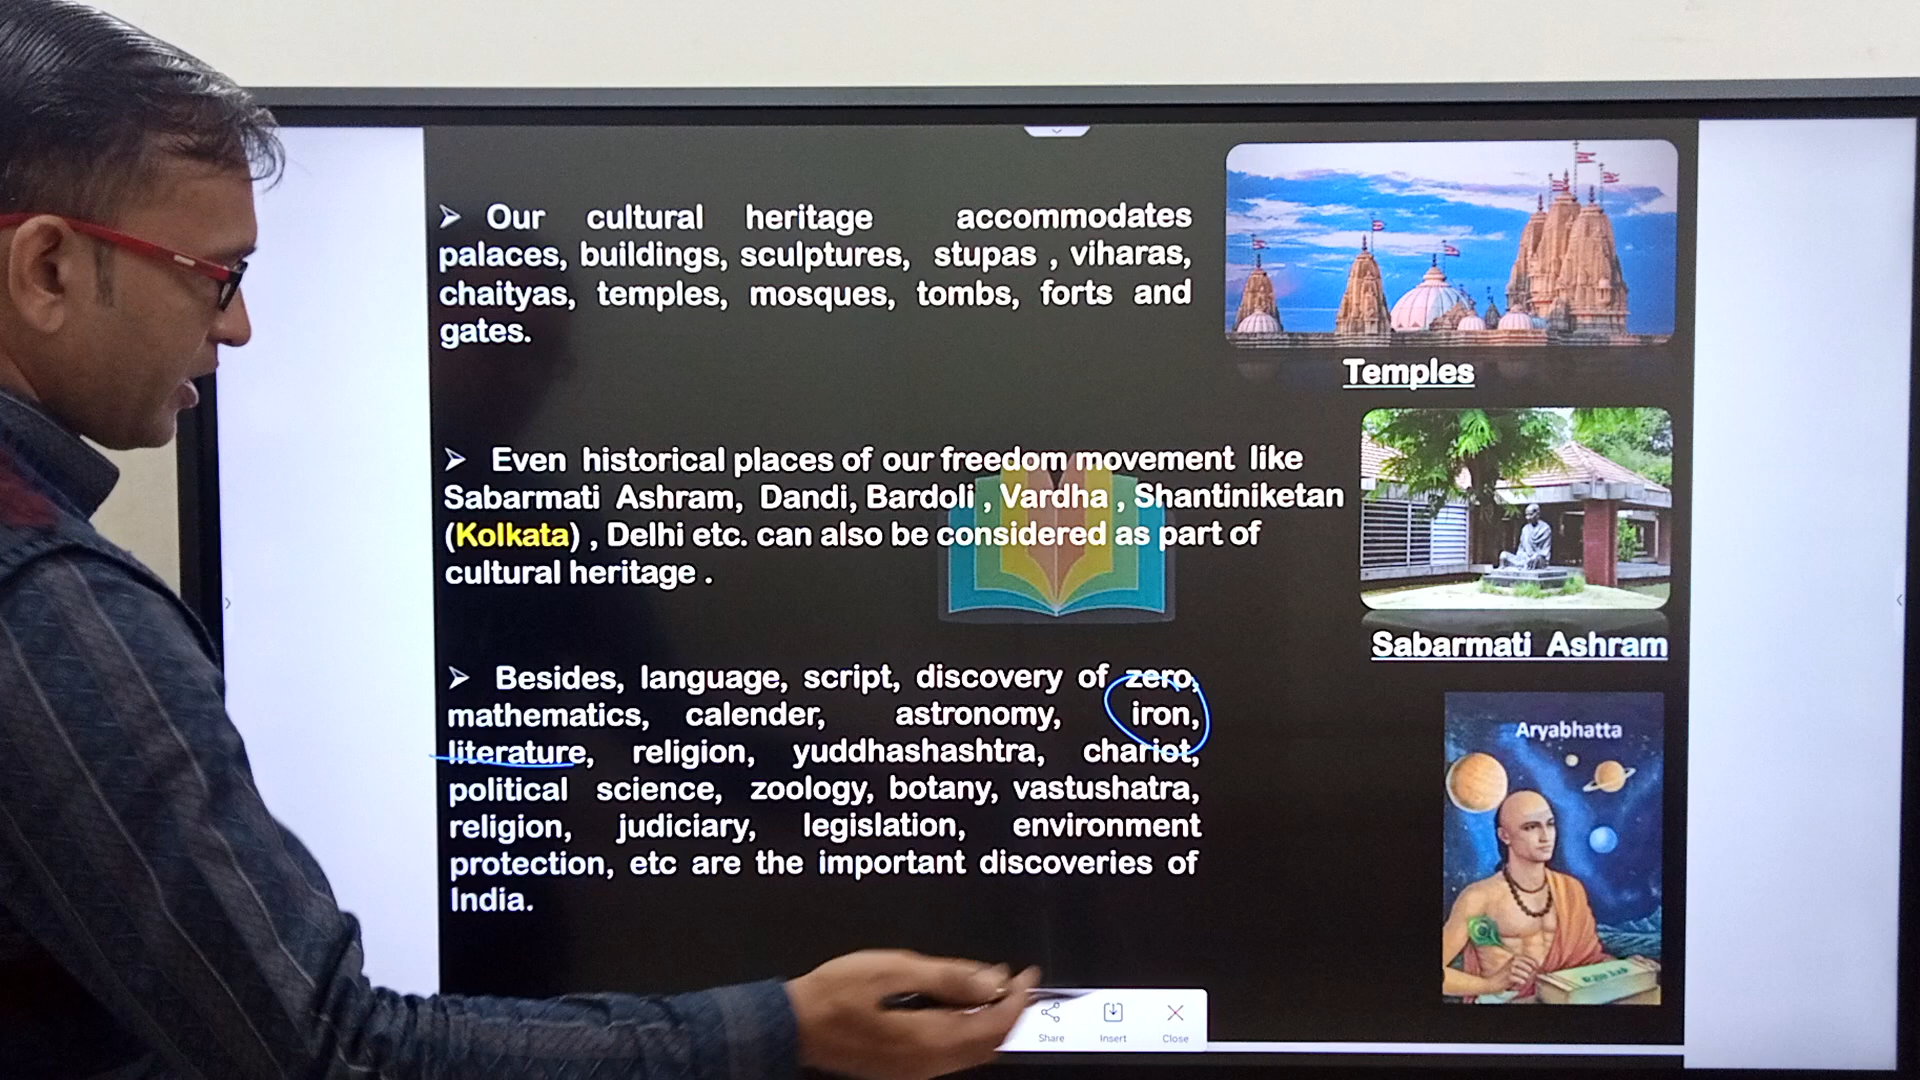 ➢ Our cultural heritage accommodates
palaces, buildings, sculptures, stupas , viharas,
chaityas, temples, mosques, tombs, forts and
gates.
Temples
➢ Even historical places of our freedom movement like
Sabarmati Ashram, Dandi, Bardoli , Vardha , Shantiniketan
(Kolkata) , Delhi etc. can also be considered as part of
cultural heritage .
Sabarmati Ashram
➢ Besides, language, script, discovery of zero,
mathematics, calender, astronomy, iron,
literature, religion, yuddhashashtra, chariot,
political science, zoology, botany, vastushatra,
religion, judiciary, legislation, environment
protection, etc are the important discoveries of
India.
Aryabhatta
Share Insert Close